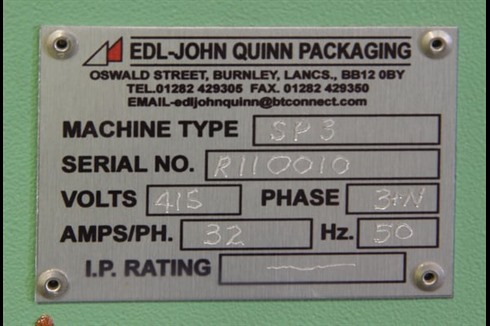 EDL-JOHN QUINN PACKAGING
OSWALD STREET, BURNLEY, LANCS., BB12 0BY
TEL.01282 429305 FAX. 01282 429350
EMAIL-edljohnquinn@btconnect.com
MACHINE TYPE SP3
SERIAL NO. R110010
VOLTS 415 PHASE 3+N
AMPS/PH. 32 Hz. 50
I.P. RATING —